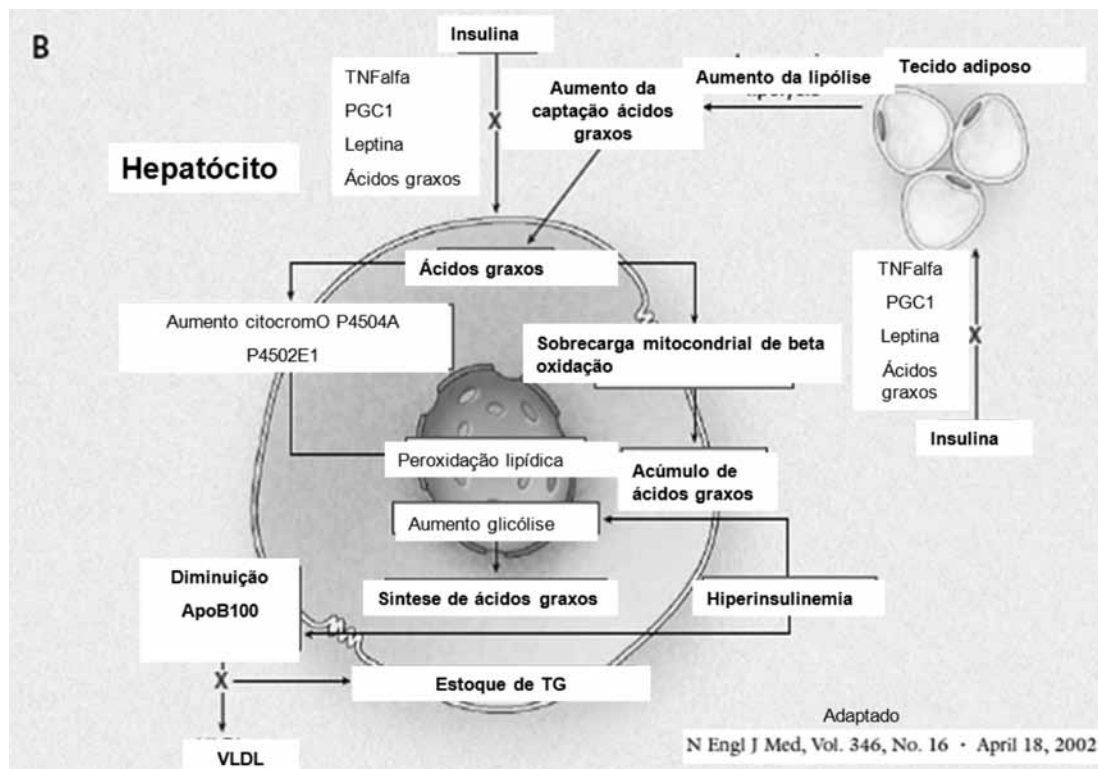 B
Insulina
TNFalfa
PGC1
Leptina
Ácidos graxos
Aumento da
captação ácidos
graxos
Aumento da lipólise
Tecido adiposo
Hepatócito
Ácidos graxos
Aumento citocromO P4504A
P4502E1
Sobrecarga mitocondrial de beta
oxidação
TNFalfa
PGC1
Leptina
Ácidos
graxos
Insulina
Peroxidação lipídica
Acúmulo de
ácidos graxos
Aumento glicólise
Diminuição
ApoB100
Sintese de ácidos graxos
Hiperinsulinemia
X
X
X
Estoque de TG
VLDL
Adaptado
N Engl J Med, Vol. 346, No. 16 · April 18, 2002